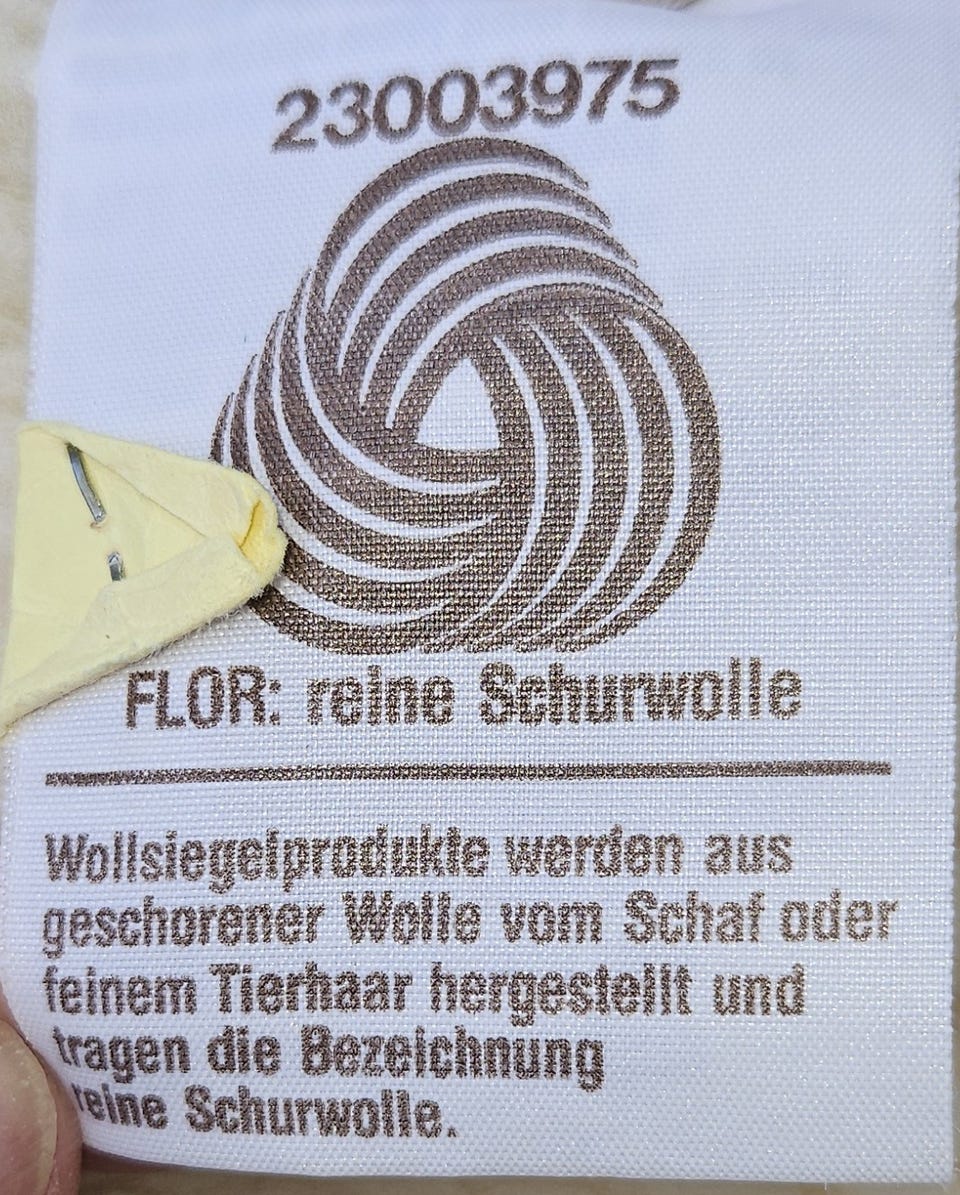 23003975
FLOR: reine Schurwolle
Wollsiegelprodukte werden aus
geschorener Wolle vom Schaf oder
feinem Tierhaar hergestellt und
tragen die Bezeichnung
reine Schurwolle.